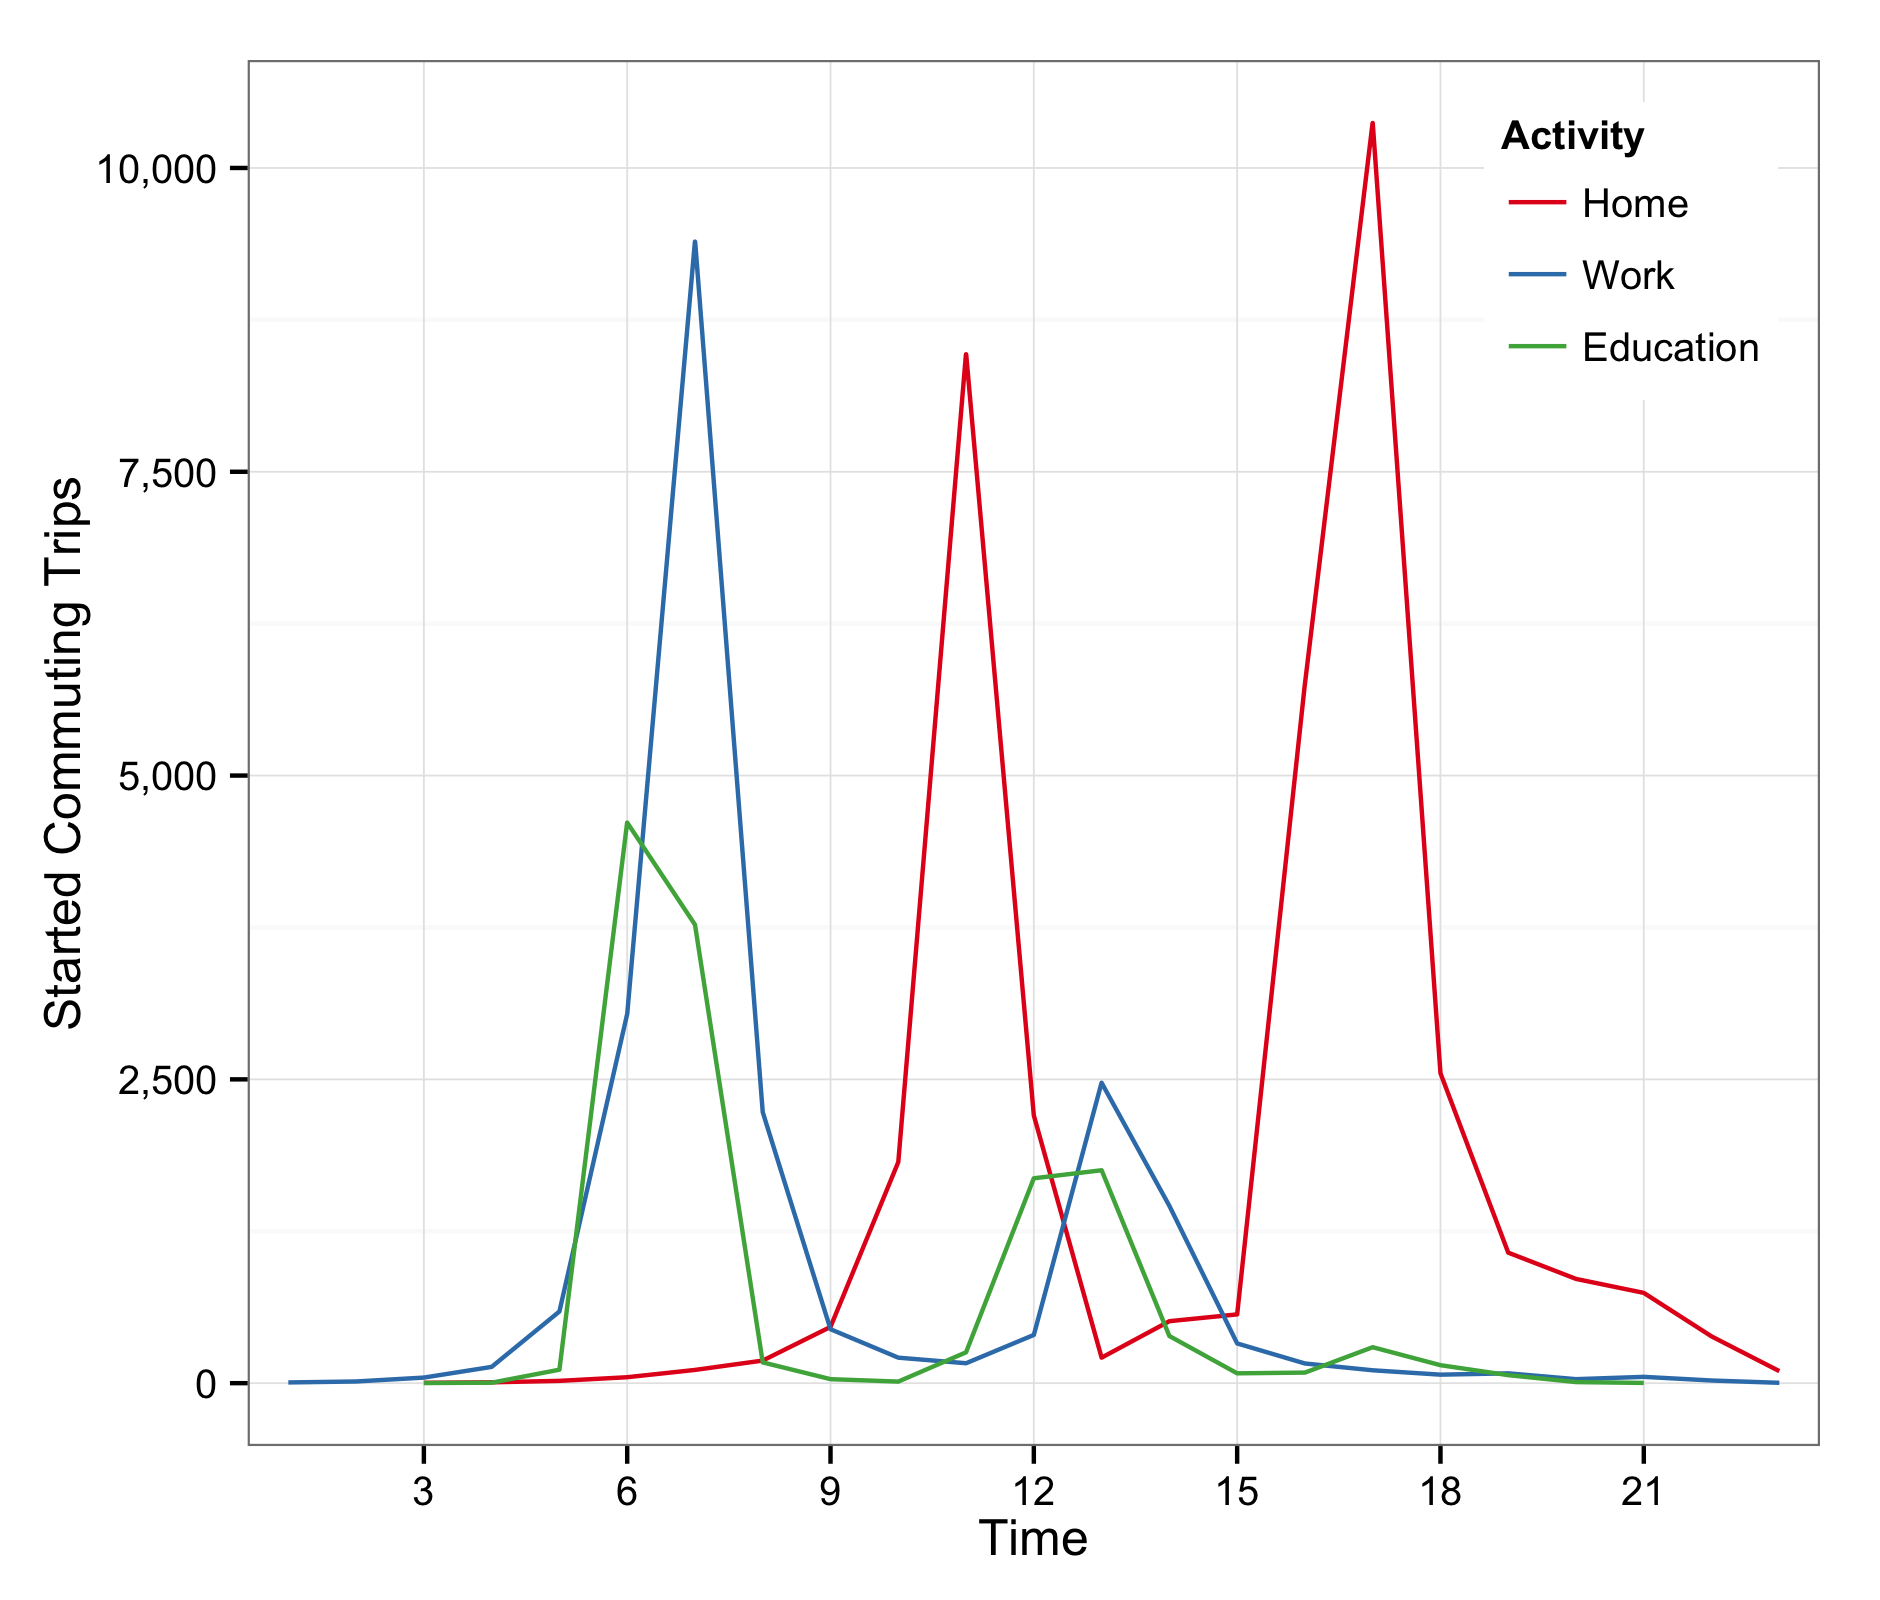 Activity
Home
Work
Education
10,000
7,500
5,000
2,500
0
Started Commuting Trips
3 6 9 12 15 18 21
Time